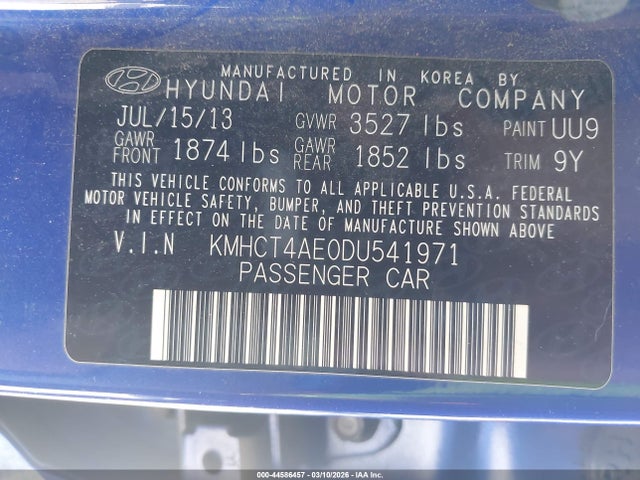 MANUFACTURED IN KOREA BY
HYUNDAI MOTOR COMPANY
JUL/15/13 GVWR 3527 lbs PAINT UU9
GAWR FRONT 1874 lbs GAWR REAR 1852 lbs TRIM 9Y
THIS VEHICLE CONFORMS TO ALL APPLICABLE U.S.A. FEDERAL
MOTOR VEHICLE SAFETY, BUMPER, AND THEFT PREVENTION STANDARDS
IN EFFECT ON THE DATE OF MANUFACTURE SHOWN ABOVE.
V.I.N KMHCT4AE0DU541971
PASSENGER CAR
000-44586457 - 03/10/2026 - IAA Inc.